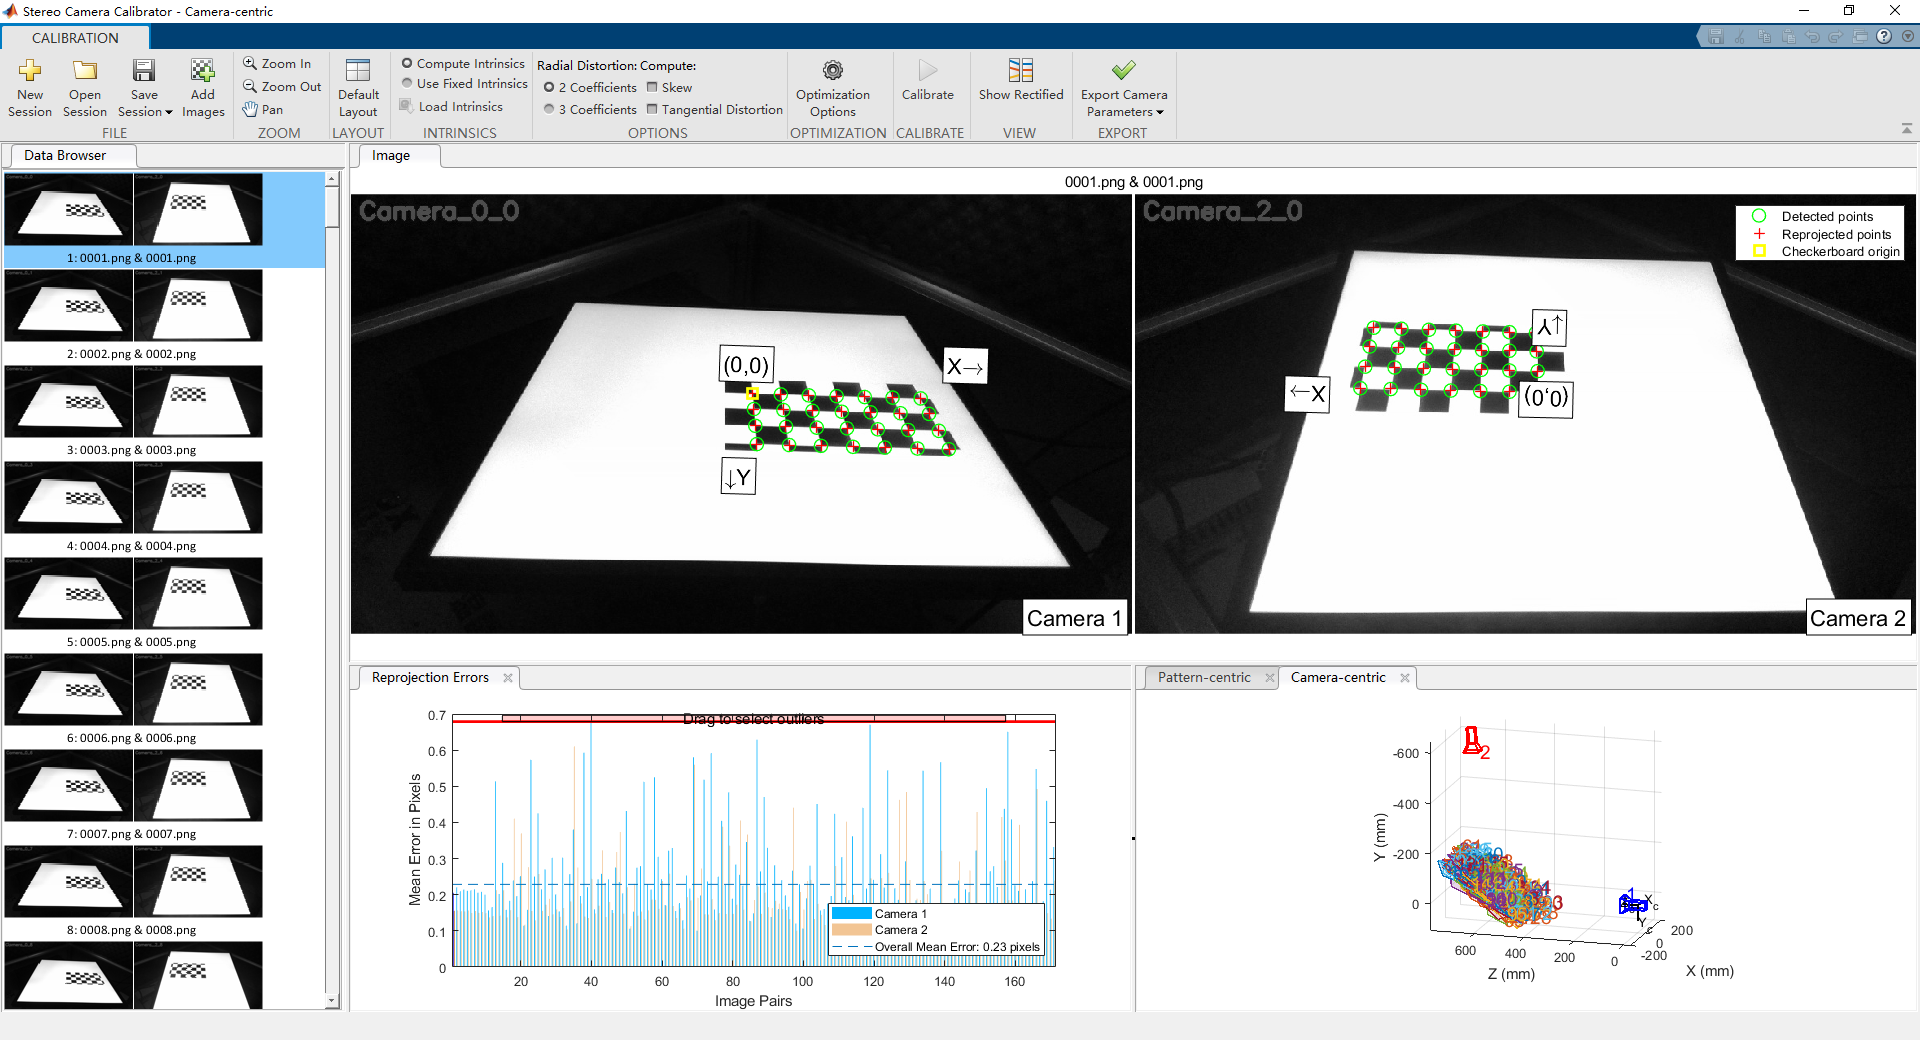 Stereo Camera Calibrator - Camera-centric
CALIBRATION
New Session
Open Session
Save Session
Add Images
FILE
Zoom In
Zoom Out
Pan
ZOOM
Default Layout
LAYOUT
Compute Intrinsics
Use Fixed Intrinsics
Load Intrinsics
INTRINSICS
Radial Distortion: Compute:
2 Coefficients Skew
3 Coefficients Tangential Distortion
OPTIONS
Optimization Options
OPTIMIZATION
Calibrate
CALIBRATE
Show Rectified
VIEW
Export Camera Parameters
EXPORT
Data Browser
1: 0001.png & 0001.png
2: 0002.png & 0002.png
3: 0003.png & 0003.png
4: 0004.png & 0004.png
5: 0005.png & 0005.png
6: 0006.png & 0006.png
7: 0007.png & 0007.png
8: 0008.png & 0008.png
Image
0001.png & 0001.png
Camera_0_0
(0,0)
X→
↓Y
Camera 1
Camera_2_0
Detected points
Reprojected points
Checkerboard origin
Y↑
←X
(0,0)
Camera 2
Reprojection Errors
Drag to select outliers
0.7
0.6
0.5
0.4
0.3
0.2
0.1
0
Mean Error in Pixels
Camera 1
Camera 2
Overall Mean Error: 0.23 pixels
20 40 60 80 100 120 140 160
Image Pairs
Pattern-centric
Camera-centric
2
-600
-400
-200
0
Y (mm)
1
Xc
Yc
600 400 200 0
Z (mm)
200
0
-200
X (mm)